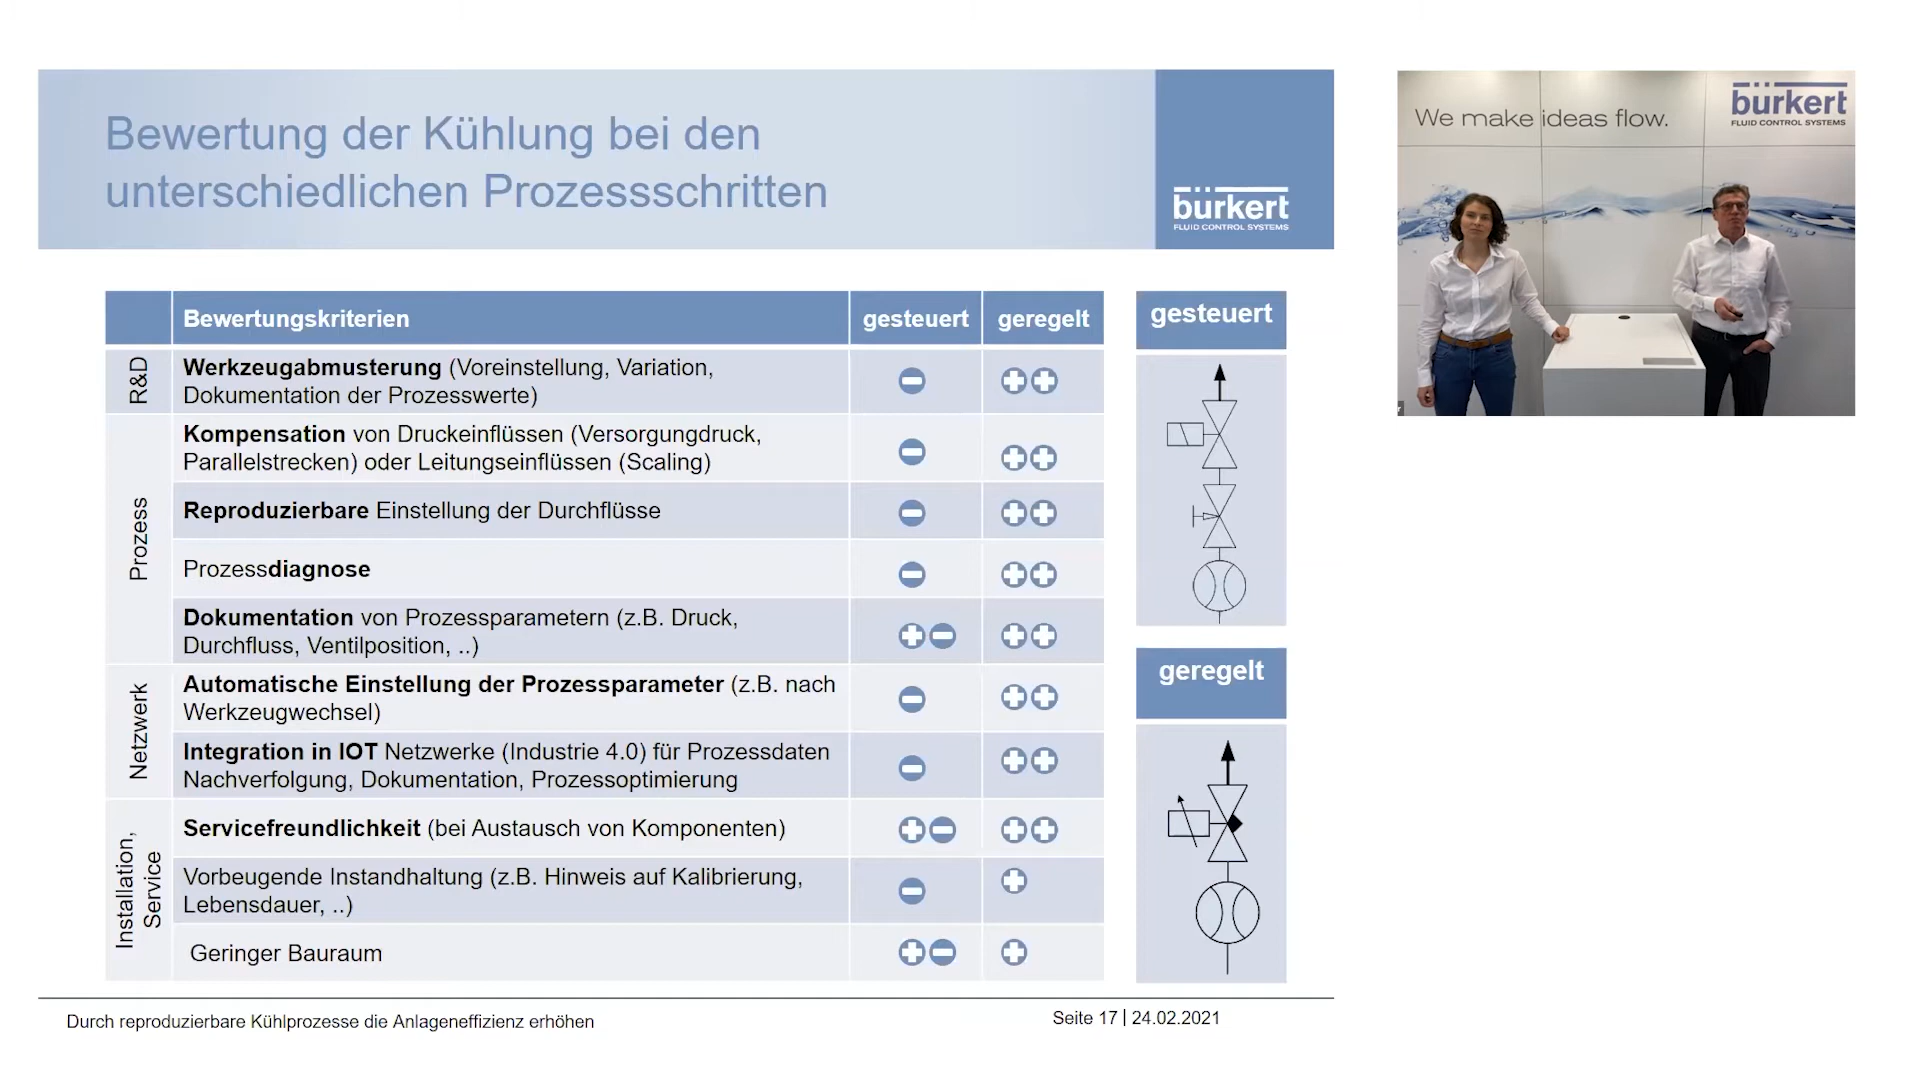 Bewertung der Kühlung bei den
unterschiedlichen Prozessschritten
bürkert
FLUID CONTROL SYSTEMS
Bewertungskriterien
gesteuert
geregelt
R&D
Werkzeugabmusterung (Voreinstellung, Variation,
Dokumentation der Prozesswerte)
Prozess
Kompensation von Druckeinflüssen (Versorgungdruck,
Parallelstrecken) oder Leitungseinflüssen (Scaling)
Reproduzierbare Einstellung der Durchflüsse
Prozessdiagnose
Dokumentation von Prozessparametern (z.B. Druck,
Durchfluss, Ventilposition, ..)
Netzwerk
Automatische Einstellung der Prozessparameter (z.B. nach
Werkzeugwechsel)
Integration in IOT Netzwerke (Industrie 4.0) für Prozessdaten
Nachverfolgung, Dokumentation, Prozessoptimierung
Installation,
Service
Servicefreundlichkeit (bei Austausch von Komponenten)
Vorbeugende Instandhaltung (z.B. Hinweis auf Kalibrierung,
Lebensdauer, ..)
Geringer Bauraum
gesteuert
geregelt
Durch reproduzierbare Kühlprozesse die Anlageneffizienz erhöhen
Seite 17 | 24.02.2021
We make ideas flow.
bürkert
FLUID CONTROL SYSTEMS